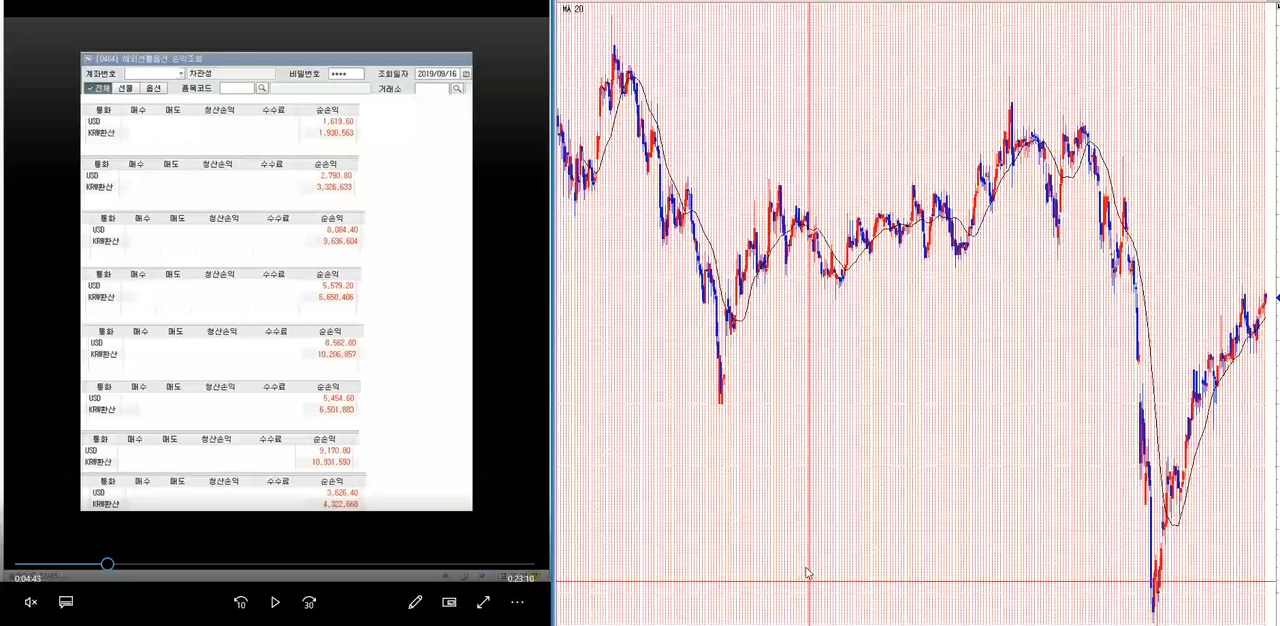 [0464] 해외선물옵션 손익조회
계좌번호 차관성 비밀번호 **** 조회일자 2019/09/16
전체 선물 옵션 품목코드 거래소
통화 매수 매도 청산손익 수수료 순손익
USD 1,619.60
KRW환산 1,930,563
통화 매수 매도 청산손익 수수료 순손익
USD 2,790.80
KRW환산 3,326,633
통화 매수 매도 청산손익 수수료 순손익
USD 8,084.40
KRW환산 9,636,604
통화 매수 매도 청산손익 수수료 순손익
USD 5,579.20
KRW환산 6,650,406
통화 매수 매도 청산손익 수수료 순손익
USD 8,562.80
KRW환산 10,206,857
통화 매수 매도 청산손익 수수료 순손익
USD 5,454.60
KRW환산 6,501,883
통화 매수 매도 청산손익 수수료 순손익
USD 9,170.80
KRW환산 10,931,593
통화 매수 매도 청산손익 수수료 순손익
USD 3,626.40
KRW환산 4,322,668
0:04:43 0:23:10
10 30
MA 20